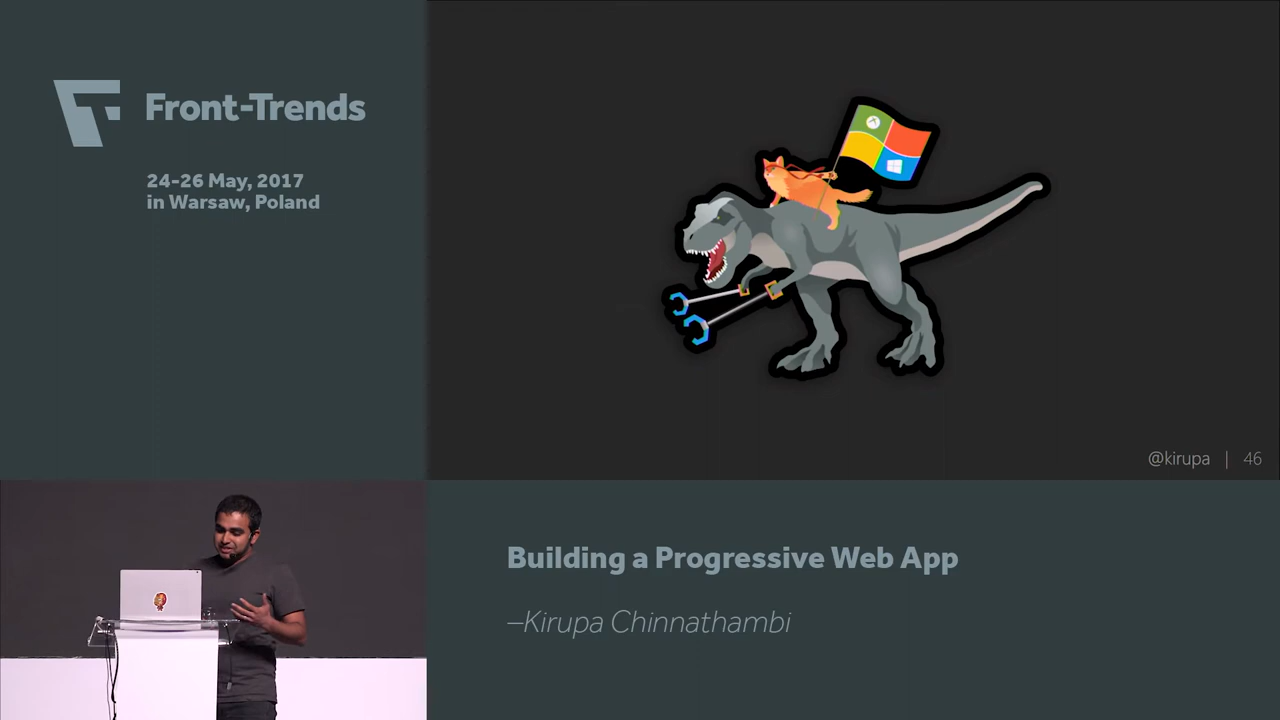 Front-Trends
24-26 May, 2017
in Warsaw, Poland
@kirupa | 46
Building a Progressive Web App
–Kirupa Chinnathambi